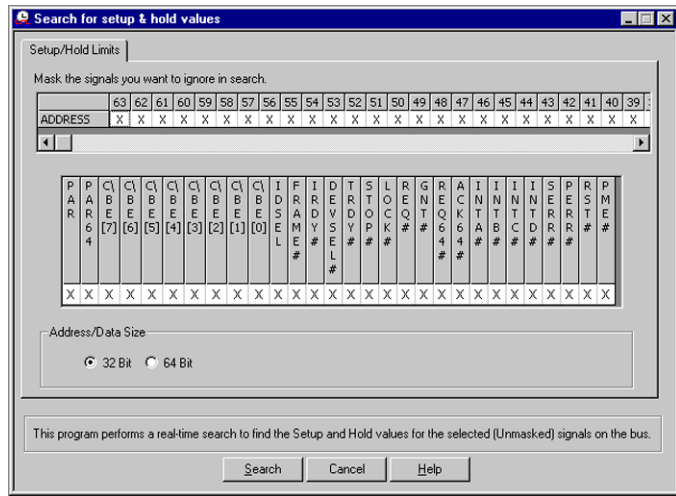 Search for setup & hold values
Setup/Hold Limits
Mask the signals you want to ignore in search.
63 62 61 60 59 58 57 56 55 54 53 52 51 50 49 48 47 46 45 44 43 42 41 40 39
ADDRESS X X X X X X X X X X X X X X X X X X X X X X X X X
PAR PAR64 C\BE[7] C\BE[6] C\BE[5] C\BE[4] C\BE[3] C\BE[2] C\BE[1] C\BE[0] IDSEL FRAME# IRDY# DEVSEL# TRDY# STOP# LOCK# REQ# GNT# REQ64# ACK64# INTA# INTB# INTC# INTD# SERR# PERR# RST# PME#
X X X X X X X X X X X X X X X X X X X X X X X X X X X X X
Address/Data Size
32 Bit 64 Bit
This program performs a real-time search to find the Setup and Hold values for the selected (Unmasked) signals on the bus.
Search Cancel Help